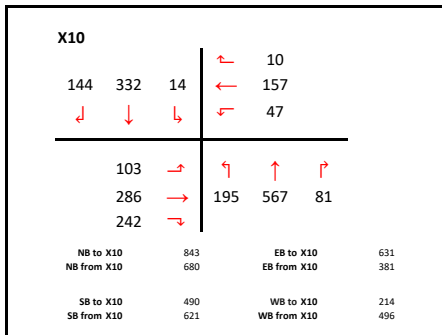 X10
10
144 332 14 157
47
103
286 195 567 81
242
NB to X10 843 EB to X10 631
NB from X10 680 EB from X10 381
SB to X10 490 WB to X10 214
SB from X10 621 WB from X10 496